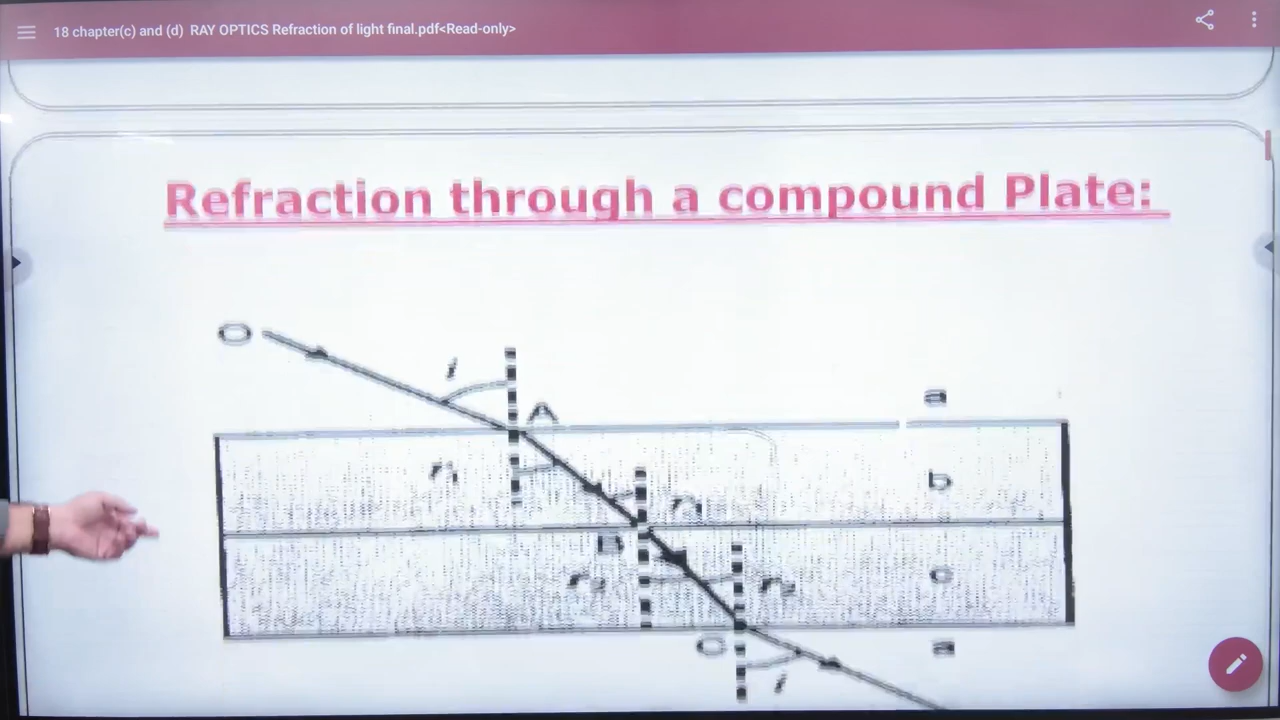 18 chapter(c) and (d) RAY OPTICS Refraction of light final.pdf<Read-only>
Refraction through a compound Plate:
O
i
A
a
r₁
r₁
b
B
r₂
r₂
c
C
a
i